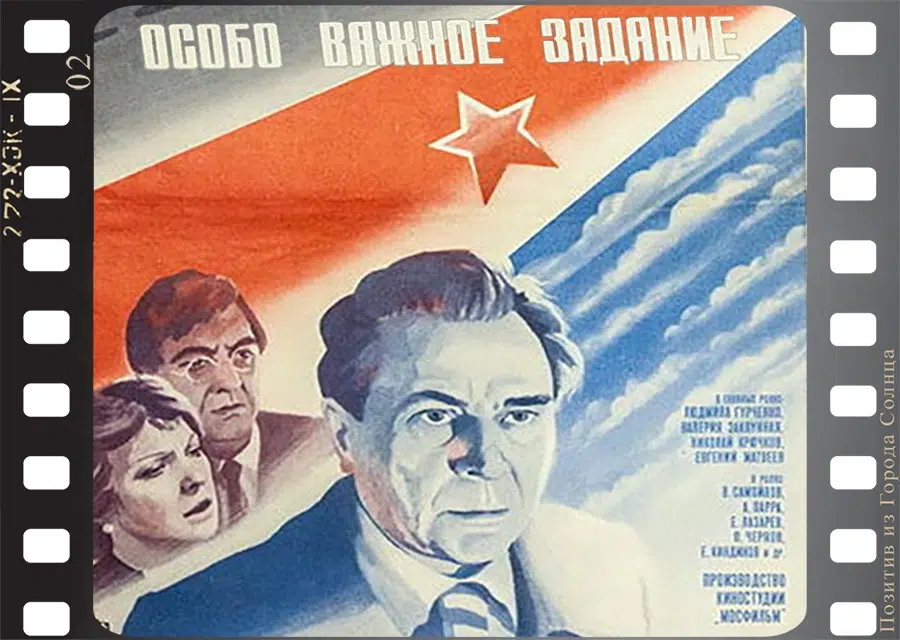 ОСОБО ВАЖНОЕ ЗАДАНИЕ
02
272-ХЭК-IX
В ГЛАВНЫХ РОЛЯХ:
ЛЮДМИЛА ГУРЧЕНКО,
ВАЛЕРИЯ ЗАКЛУННАЯ,
НИКОЛАЙ КРЮЧКОВ,
ЕВГЕНИЙ МАТВЕЕВ
В РОЛЯХ
В. САМОЙЛОВ,
А. ПАРРА,
Е. ЛАЗАРЕВ,
П. ЧЕРНОВ,
Е. КИНДИНОВ и др.
ПРОИЗВОДСТВО
КИНОСТУДИИ
„МОСФИЛЬМ"
Позитив из Города Солнца